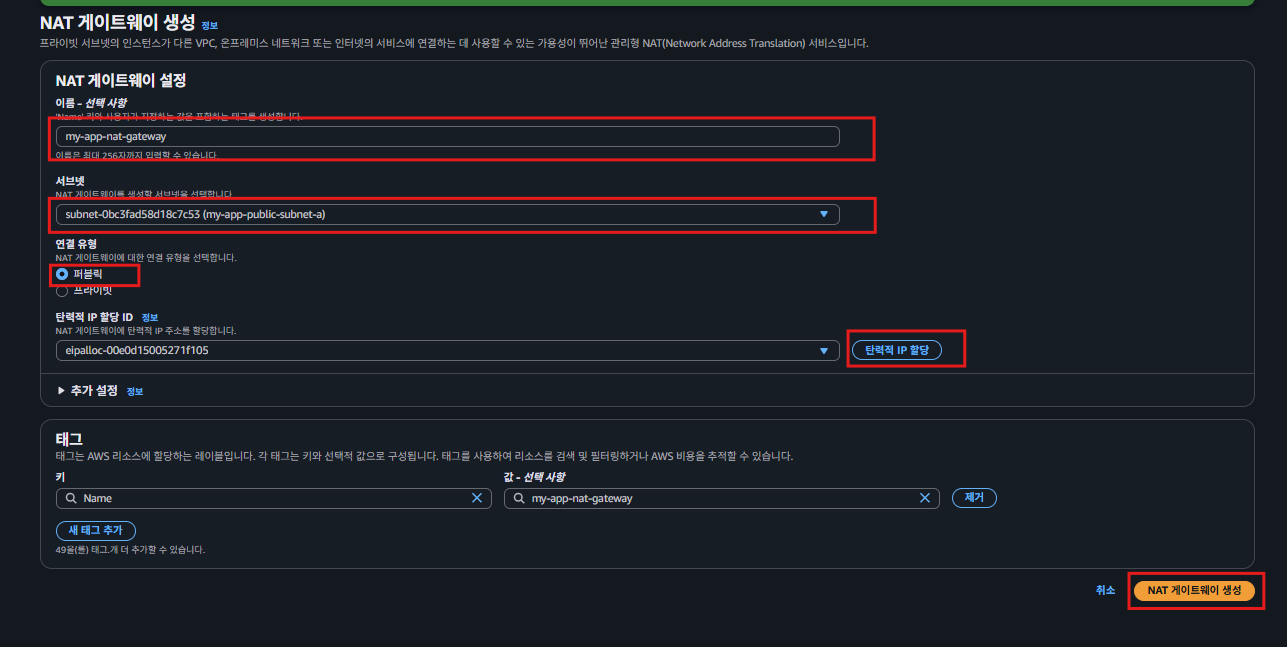 NAT 게이트웨이 생성 정보
프라이빗 서브넷의 인스턴스가 다른 VPC, 온프레미스 네트워크 또는 인터넷의 서비스에 연결하는 데 사용할 수 있는 가용성이 뛰어난 관리형 NAT(Network Address Translation) 서비스입니다.
NAT 게이트웨이 설정
이름 - 선택 사항
'Name' 키와 사용자가 지정하는 값을 포함하는 태그를 생성합니다.
my-app-nat-gateway
이름은 최대 256자까지 입력할 수 있습니다.
서브넷
NAT 게이트웨이를 생성할 서브넷을 선택합니다.
subnet-0bc3fad58d18c7c53 (my-app-public-subnet-a)
연결 유형
NAT 게이트웨이에 대한 연결 유형을 선택합니다.
퍼블릭
프라이빗
탄력적 IP 할당 ID 정보
NAT 게이트웨이에 탄력적 IP 주소를 할당합니다.
eipalloc-00e0d15005271f105
탄력적 IP 할당
추가 설정 정보
태그
태그는 AWS 리소스에 할당하는 레이블입니다. 각 태그는 키와 선택적 값으로 구성됩니다. 태그를 사용하여 리소스를 검색 및 필터링하거나 AWS 비용을 추적할 수 있습니다.
키
값 - 선택 사항
Name
my-app-nat-gateway
제거
새 태그 추가
49을(를) 태그.개 더 추가할 수 있습니다.
취소
NAT 게이트웨이 생성